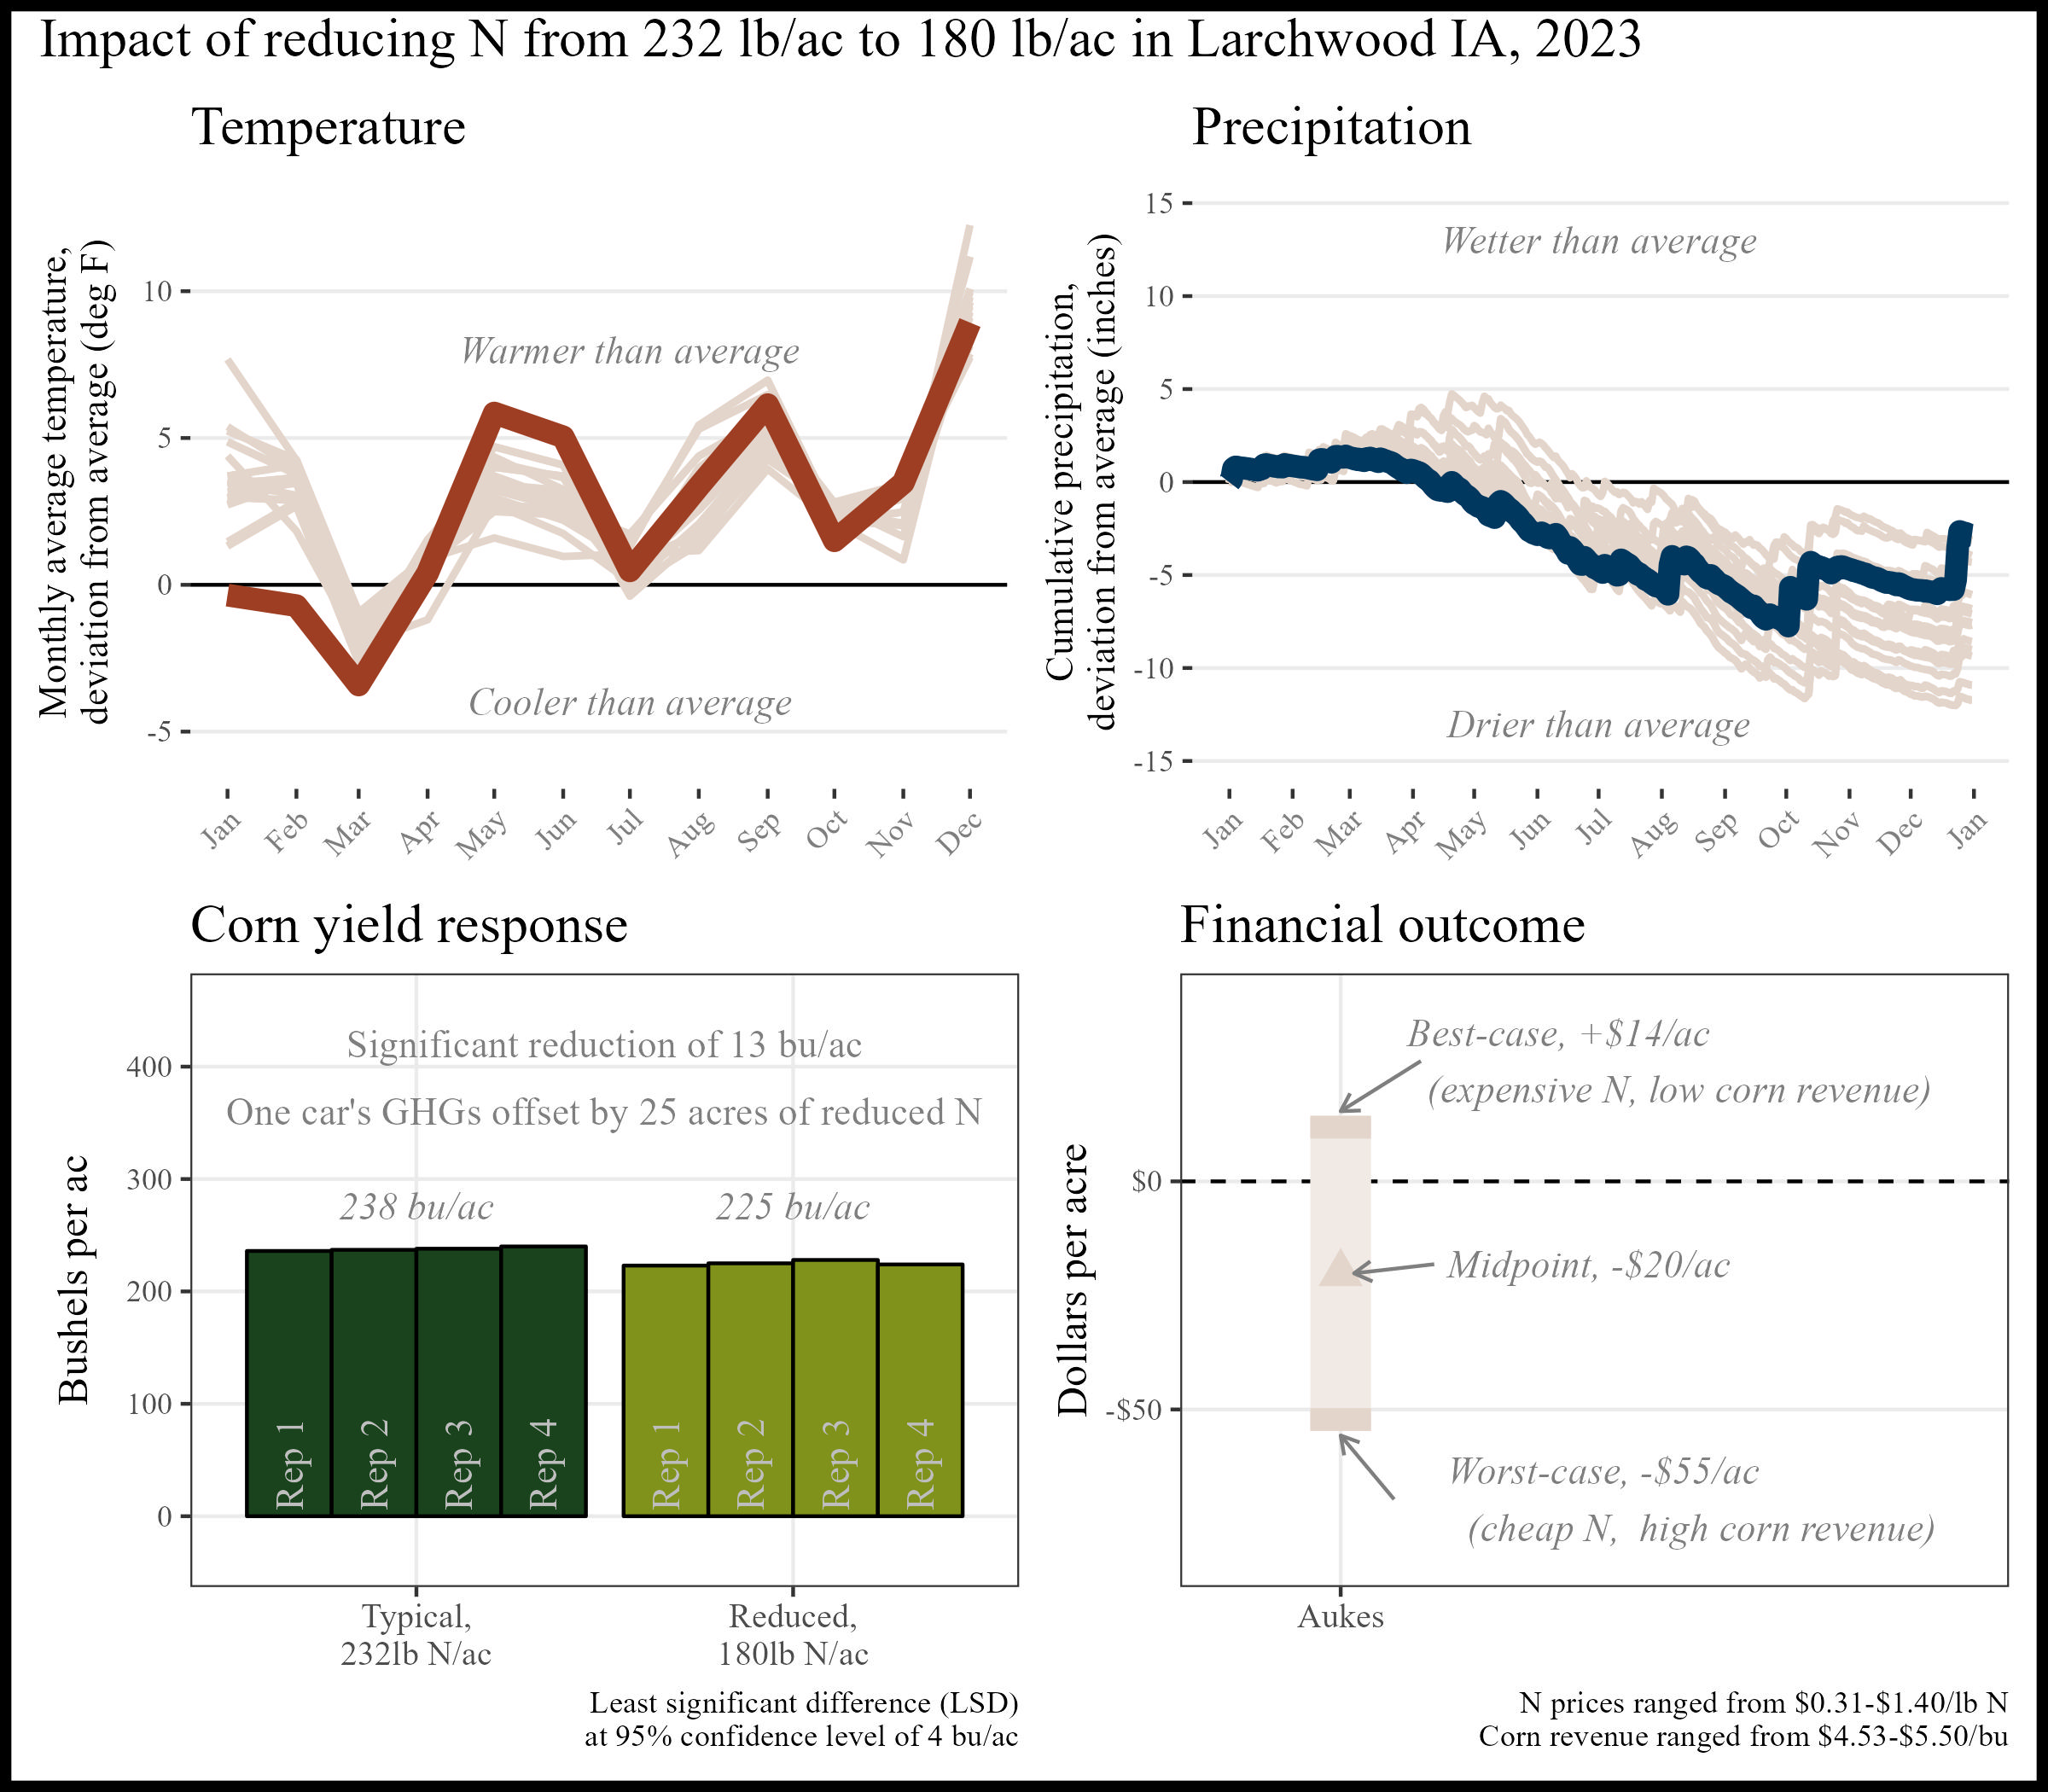 Impact of reducing N from 232 lb/ac to 180 lb/ac in Larchwood IA, 2023
Temperature
Monthly average temperature,
deviation from average (deg F)
10
5
0
-5
Warmer than average
Cooler than average
Jan
Feb
Mar
Apr
May
Jun
Jul
Aug
Sep
Oct
Nov
Dec
Precipitation
Cumulative precipitation,
deviation from average (inches)
15
10
5
0
-5
-10
-15
Wetter than average
Drier than average
Jan
Feb
Mar
Apr
May
Jun
Jul
Aug
Sep
Oct
Nov
Dec
Jan
Corn yield response
Bushels per ac
400
300
200
100
0
Significant reduction of 13 bu/ac
One car's GHGs offset by 25 acres of reduced N
238 bu/ac
225 bu/ac
Rep 1
Rep 2
Rep 3
Rep 4
Rep 1
Rep 2
Rep 3
Rep 4
Typical,
232lb N/ac
Reduced,
180lb N/ac
Least significant difference (LSD)
at 95% confidence level of 4 bu/ac
Financial outcome
Dollars per acre
$0
-$50
Best-case, +$14/ac
(expensive N, low corn revenue)
Midpoint, -$20/ac
Worst-case, -$55/ac
(cheap N,  high corn revenue)
Aukes
N prices ranged from $0.31-$1.40/lb N
Corn revenue ranged from $4.53-$5.50/bu